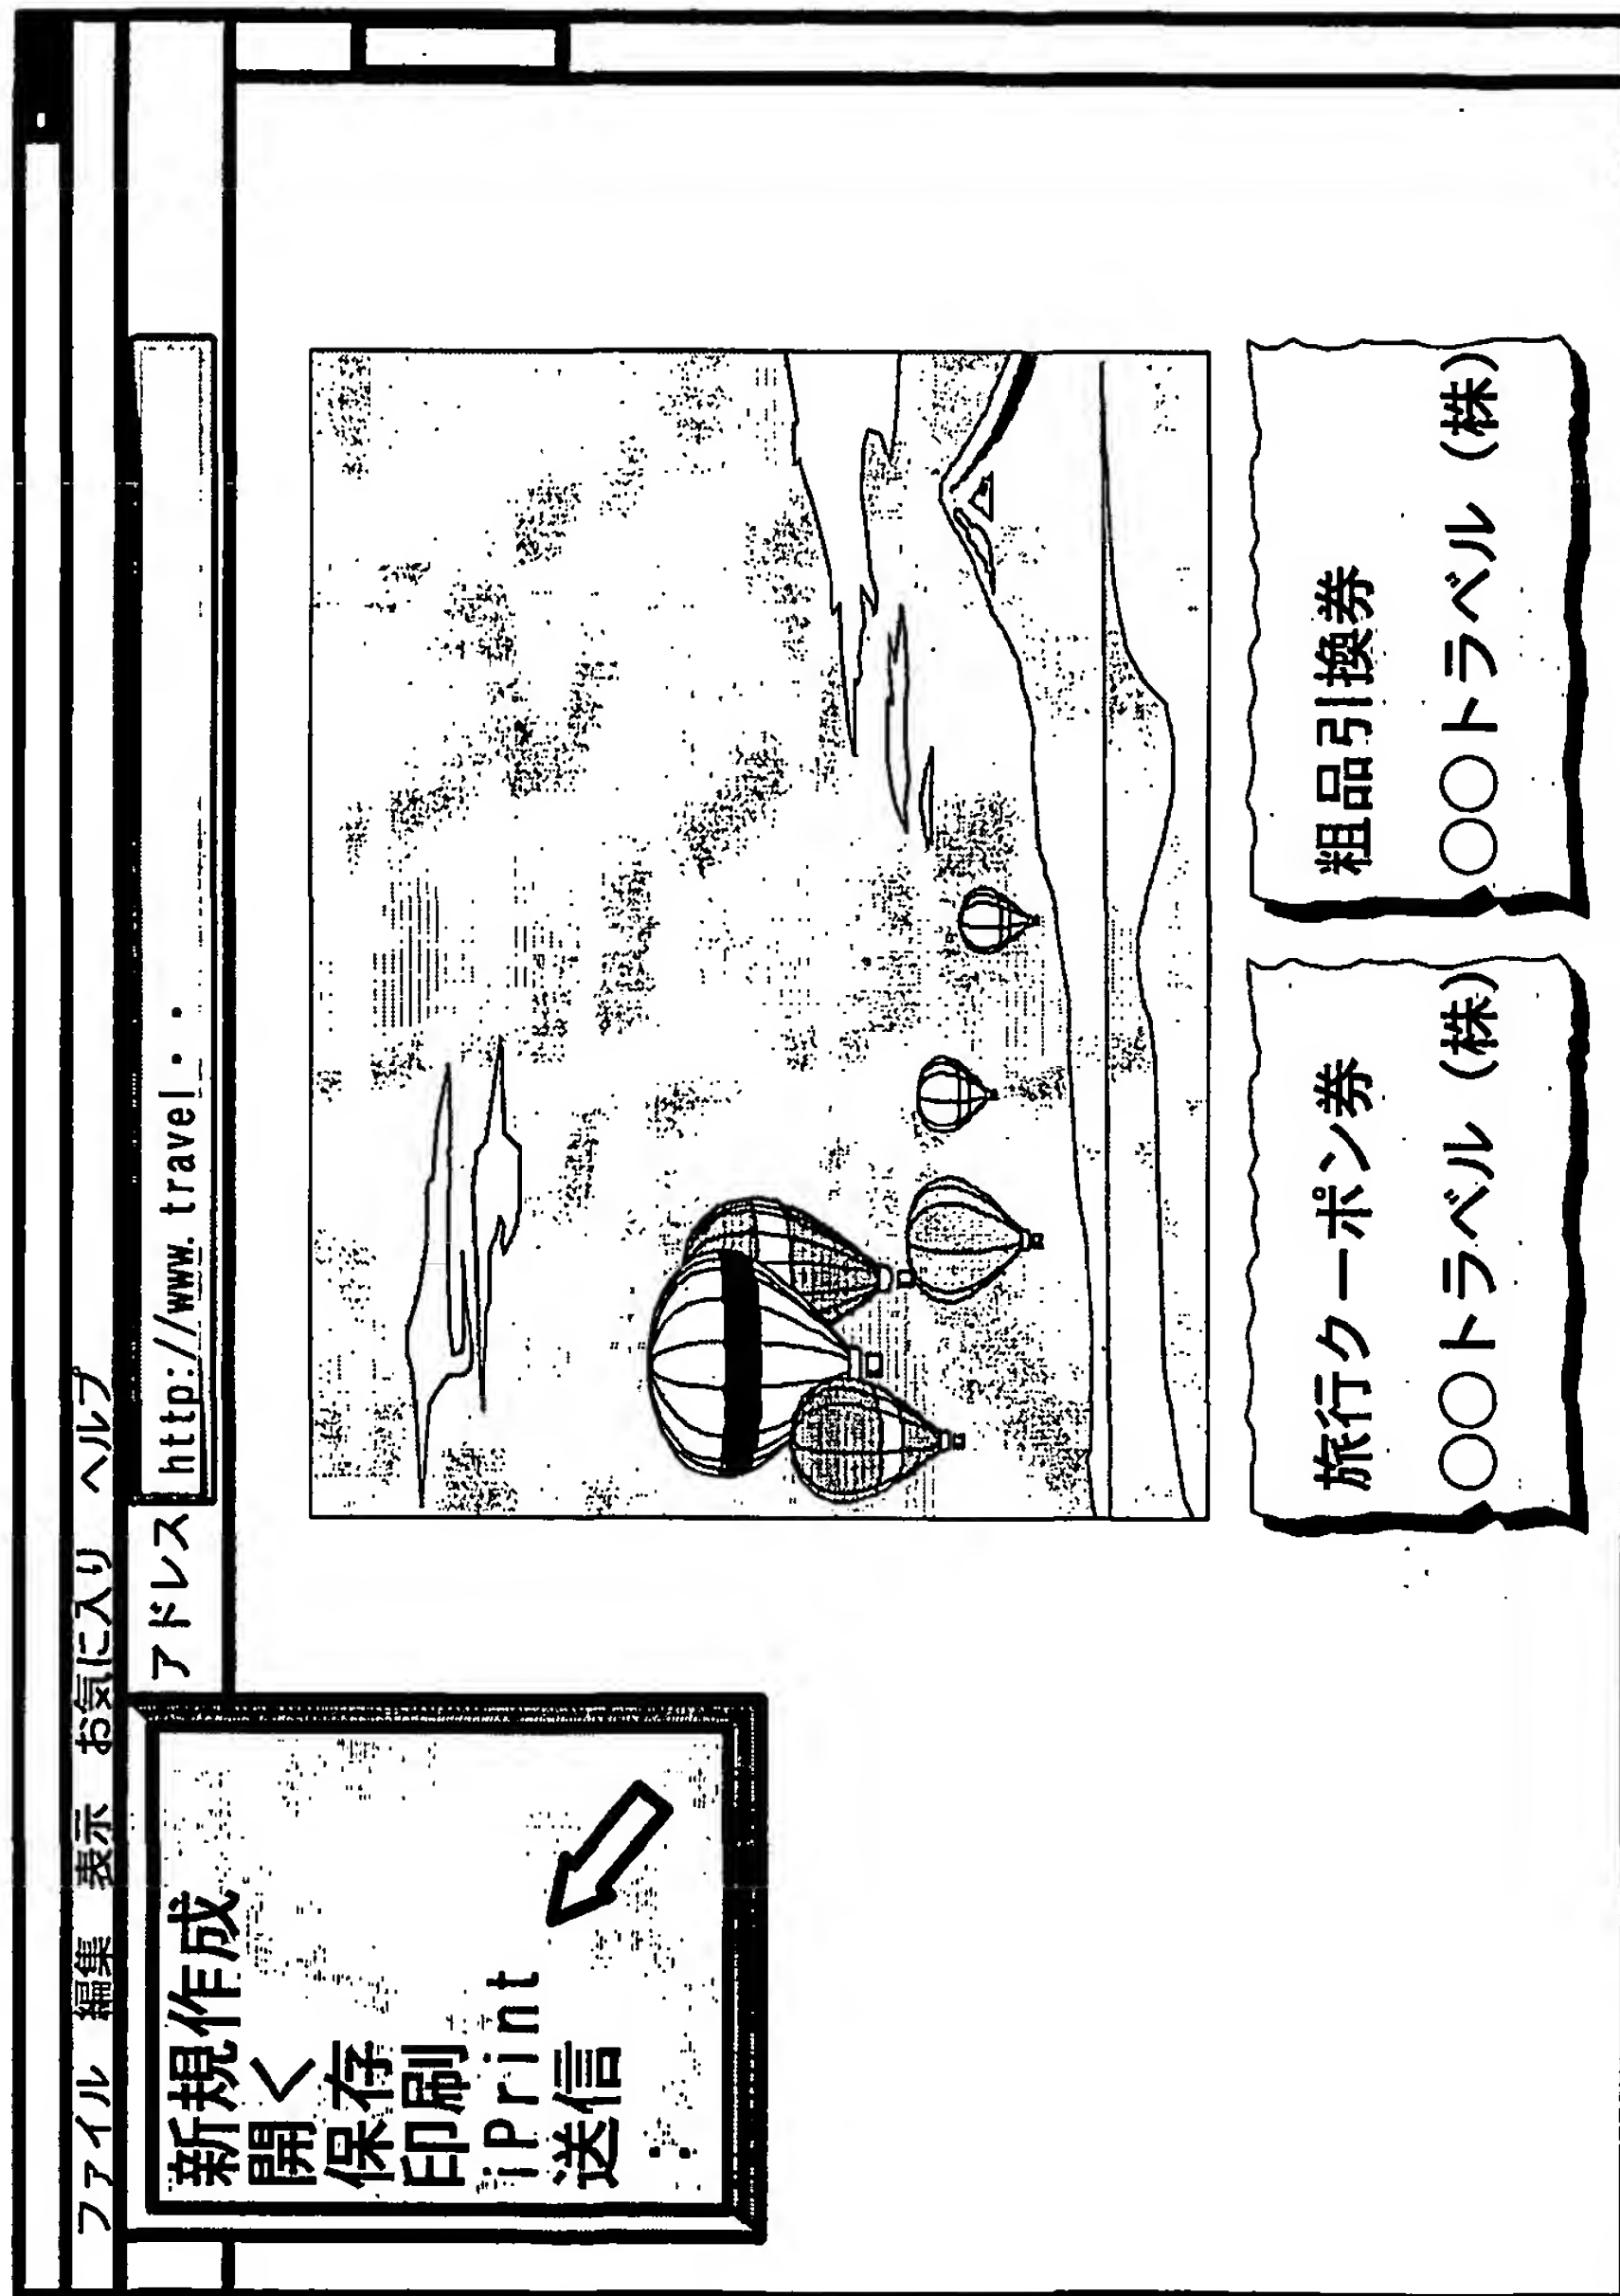 ファイル 編集 表示 お気に入り ヘルプ
アドレス http://www.travel・・
新規作成
開く
保存
印刷
iPrint
送信
:
旅行クーポン券
○○トラベル (株)
粗品引換券
○○トラベル (株)